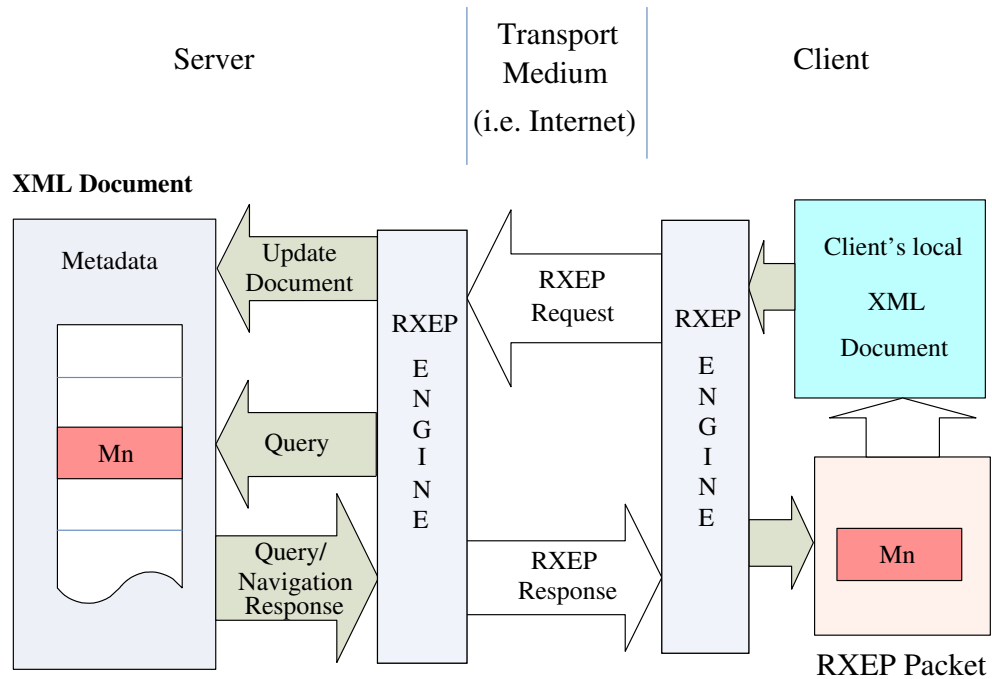 Server
Transport
Medium
(i.e. Internet)
Client
XML Document
Metadata
Mn
Update
Document
Query
Query/
Navigation
Response
RXEP
E
N
G
I
N
E
RXEP
Request
RXEP
Response
RXEP
E
N
G
I
N
E
Client's local
XML
Document
Mn
RXEP Packet